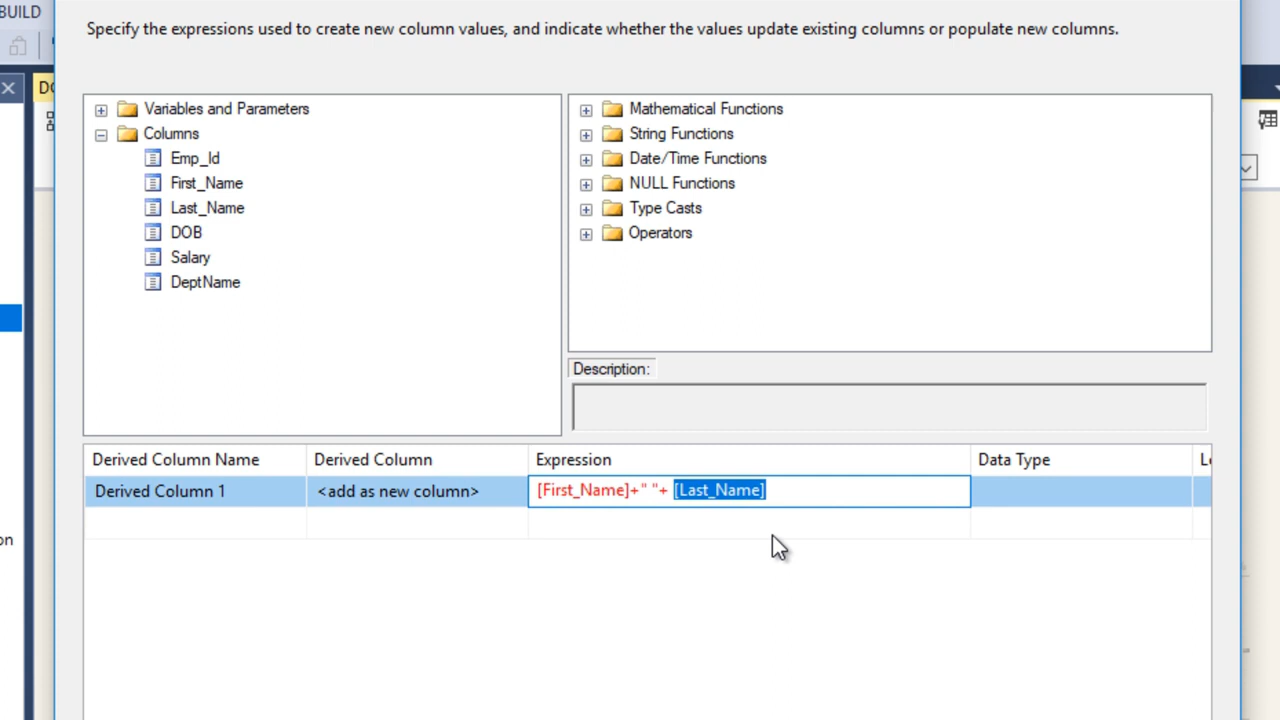 BUILD
Specify the expressions used to create new column values, and indicate whether the values update existing columns or populate new columns.
Variables and Parameters
Columns
Emp_Id
First_Name
Last_Name
DOB
Salary
DeptName
Mathematical Functions
String Functions
Date/Time Functions
NULL Functions
Type Casts
Operators
Description:
Derived Column Name Derived Column Expression Data Type
Derived Column 1 <add as new column> [First_Name]+" "+ [Last_Name]
on